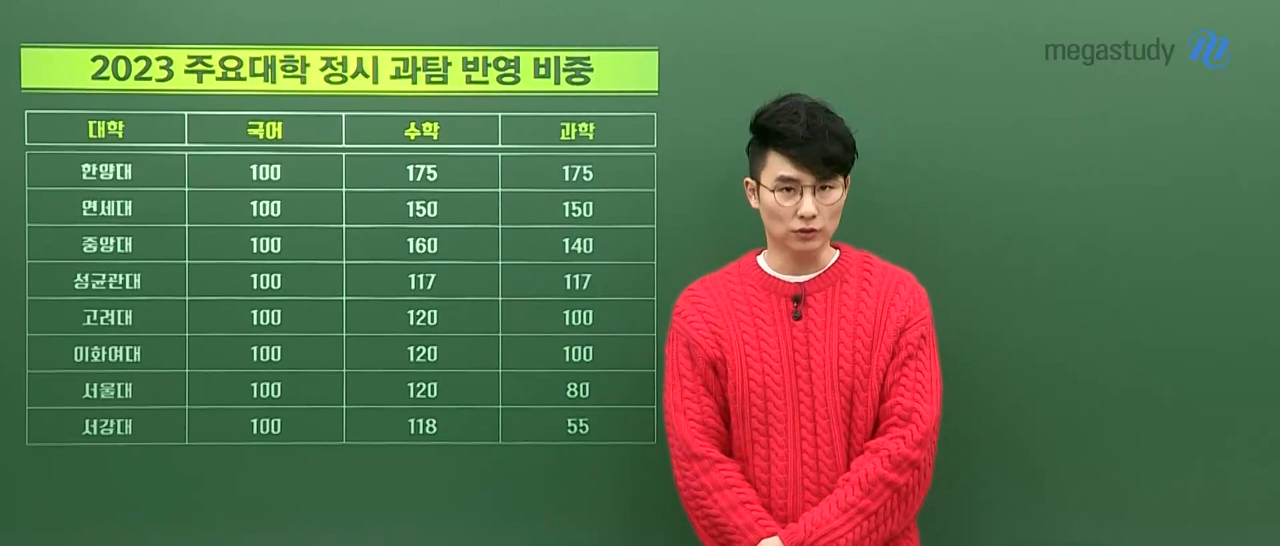 2023 주요대학 정시 과탐 반영 비중
megastudy
대학 국어 수학 과학
한양대 100 175 175
연세대 100 150 150
중앙대 100 160 140
성균관대 100 117 117
고려대 100 120 100
이화여대 100 120 100
서울대 100 120 80
서강대 100 118 55